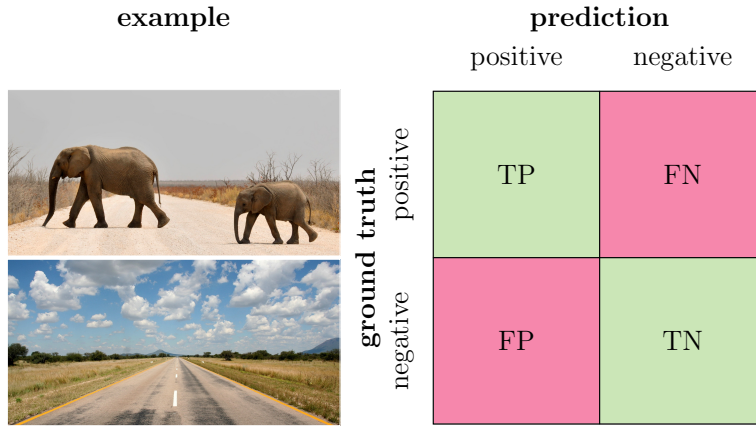 example
prediction
positive negative
ground truth
positive
TP FN
negative
FP TN